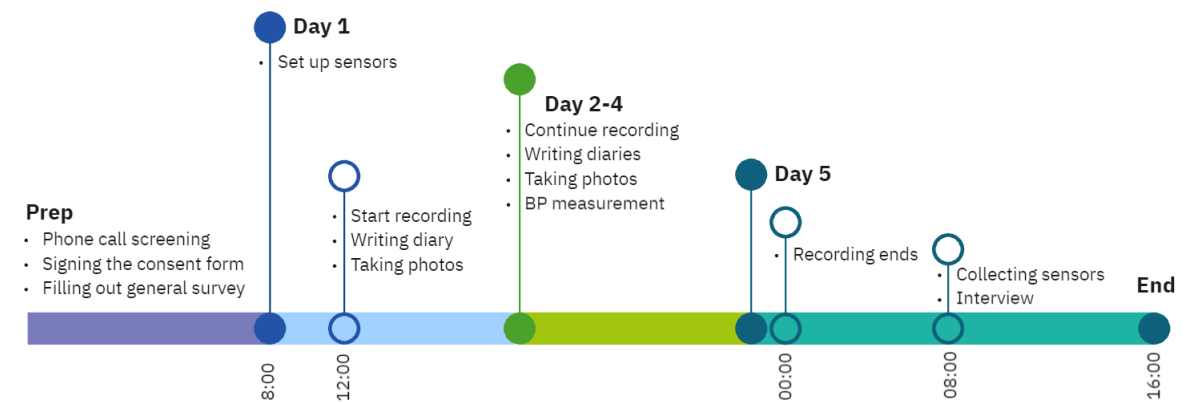 Prep
• Phone call screening
• Signing the consent form
• Filling out general survey
Day 1
• Set up sensors
• Start recording
• Writing diary
• Taking photos
Day 2-4
• Continue recording
• Writing diaries
• Taking photos
• BP measurement
Day 5
• Recording ends
• Collecting sensors
• Interview
End
8:00
12:00
00:00
08:00
16:00